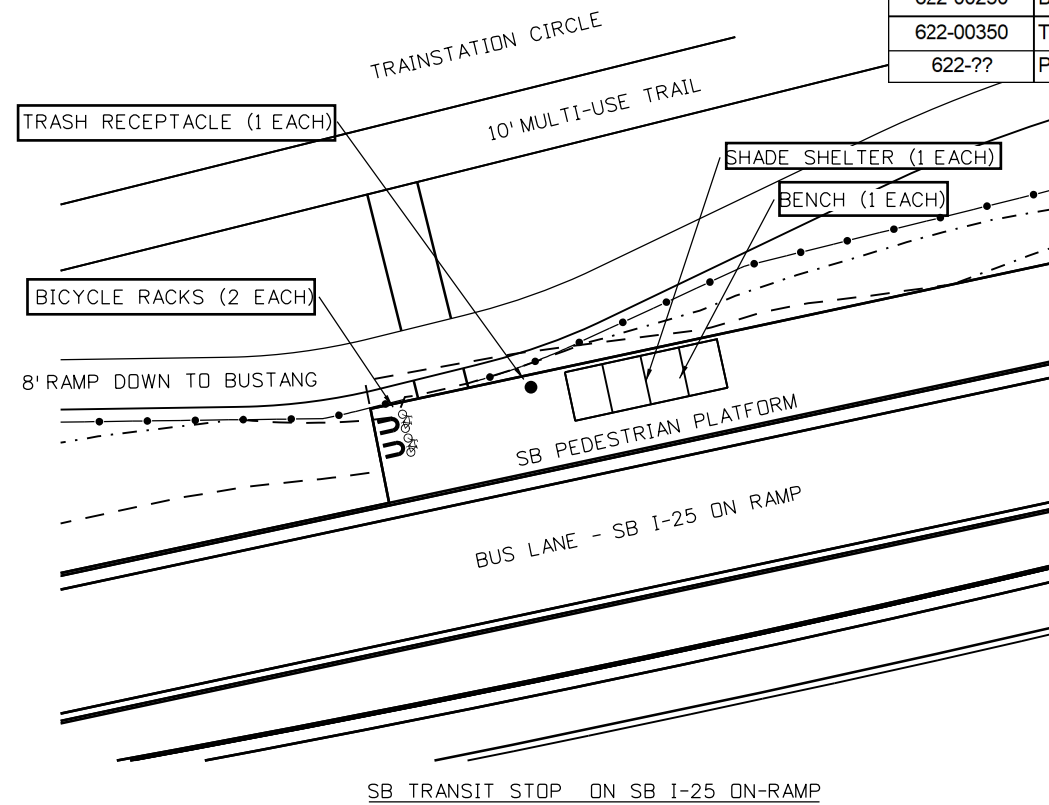 622-00350 T
622-?? P
TRAINSTATION CIRCLE
10' MULTI-USE TRAIL
TRASH RECEPTACLE (1 EACH)
SHADE SHELTER (1 EACH)
BENCH (1 EACH)
BICYCLE RACKS (2 EACH)
8' RAMP DOWN TO BUSTANG
SB PEDESTRIAN PLATFORM
BUS LANE - SB I-25 ON RAMP
SB TRANSIT STOP ON SB I-25 ON-RAMP